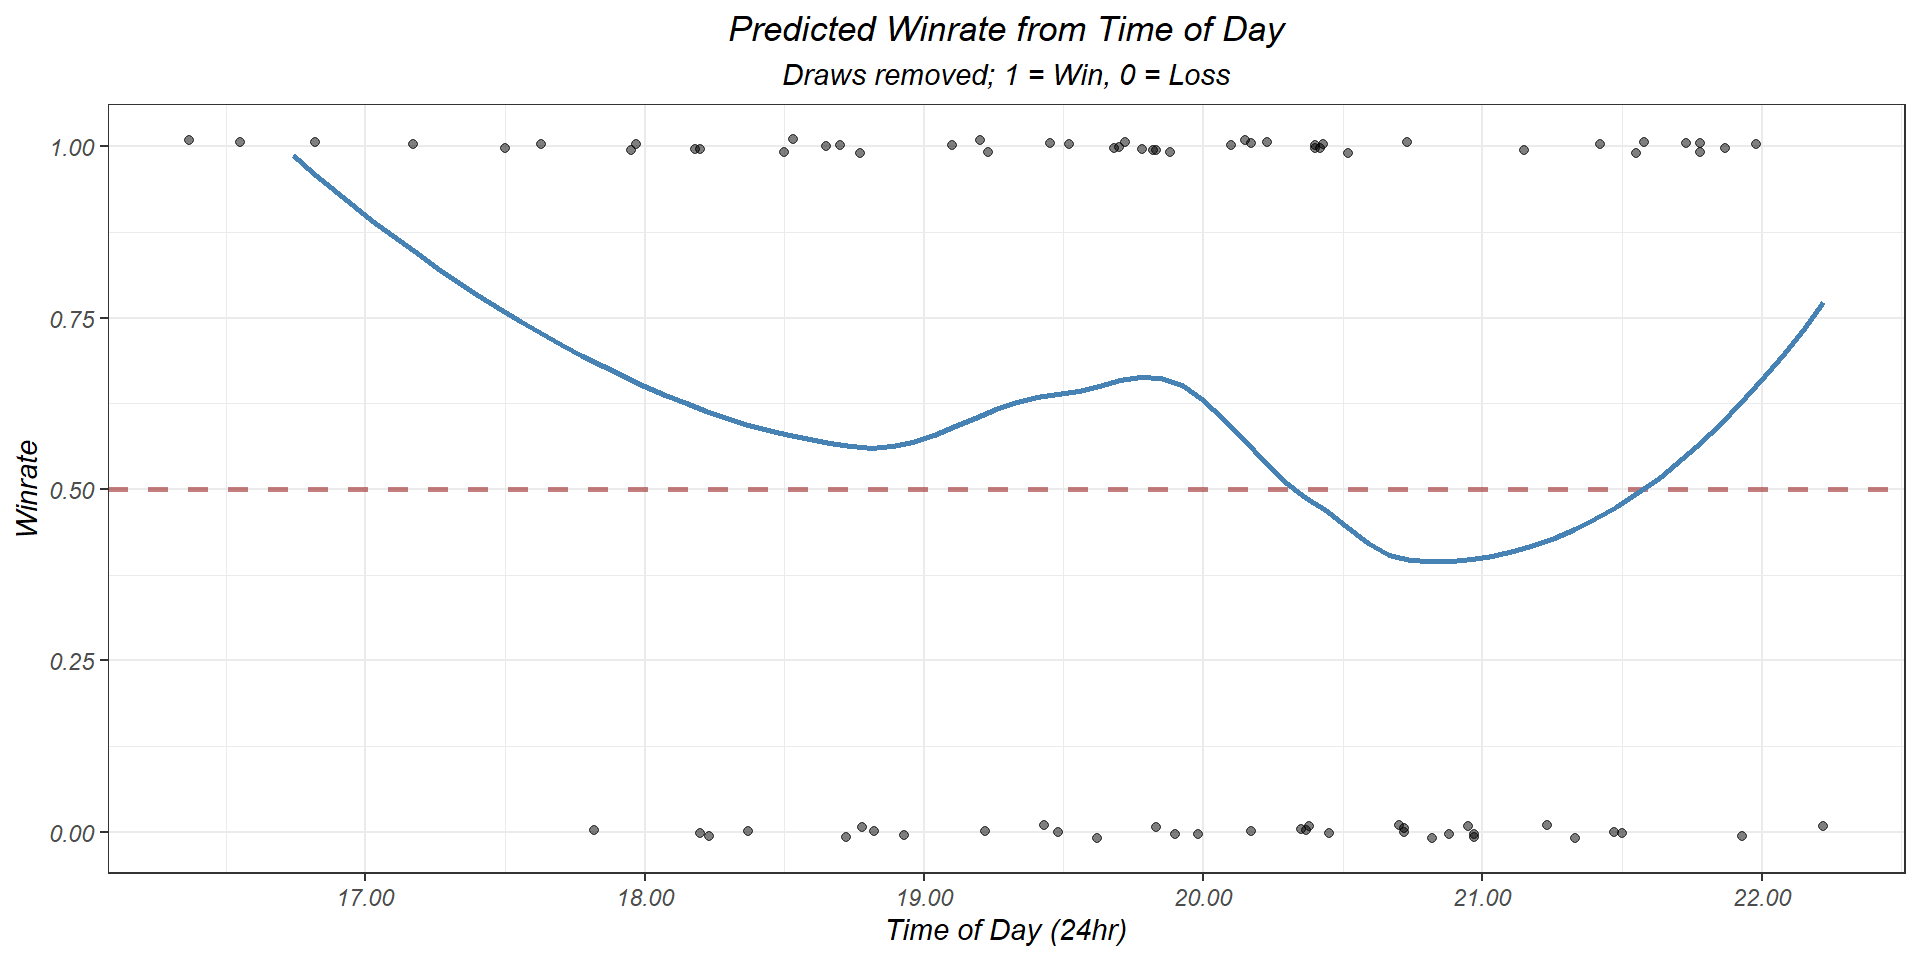 Predicted Winrate from Time of Day
Draws removed; 1 = Win, 0 = Loss
Winrate
1.00
0.75
0.50
0.25
0.00
17.00 18.00 19.00 20.00 21.00 22.00
Time of Day (24hr)